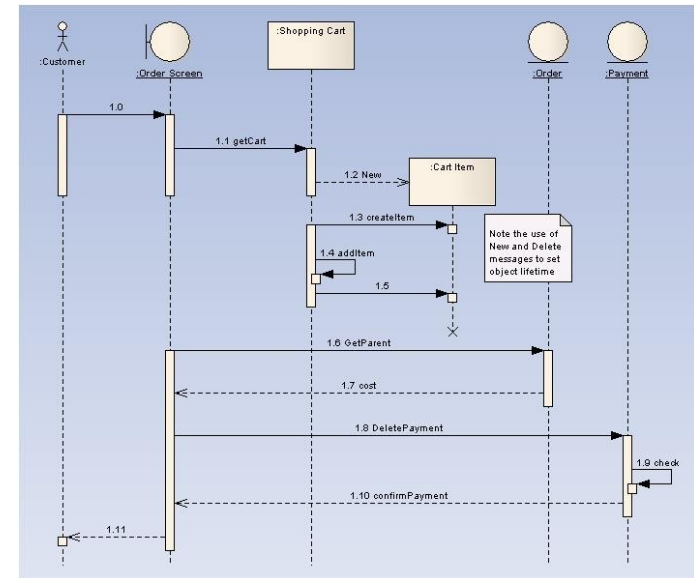 :Customer
:Order Screen
:Shopping Cart
:Order
:Payment
1.0
1.1 getCart
1.2 New
:Cart Item
1.3 createItem
1.4 addItem
1.5
Note the use of
New and Delete
messages to set
object lifetime
1.6 GetParent
1.7 cost
1.8 DeletePayment
1.9 check
1.10 confirmPayment
1.11